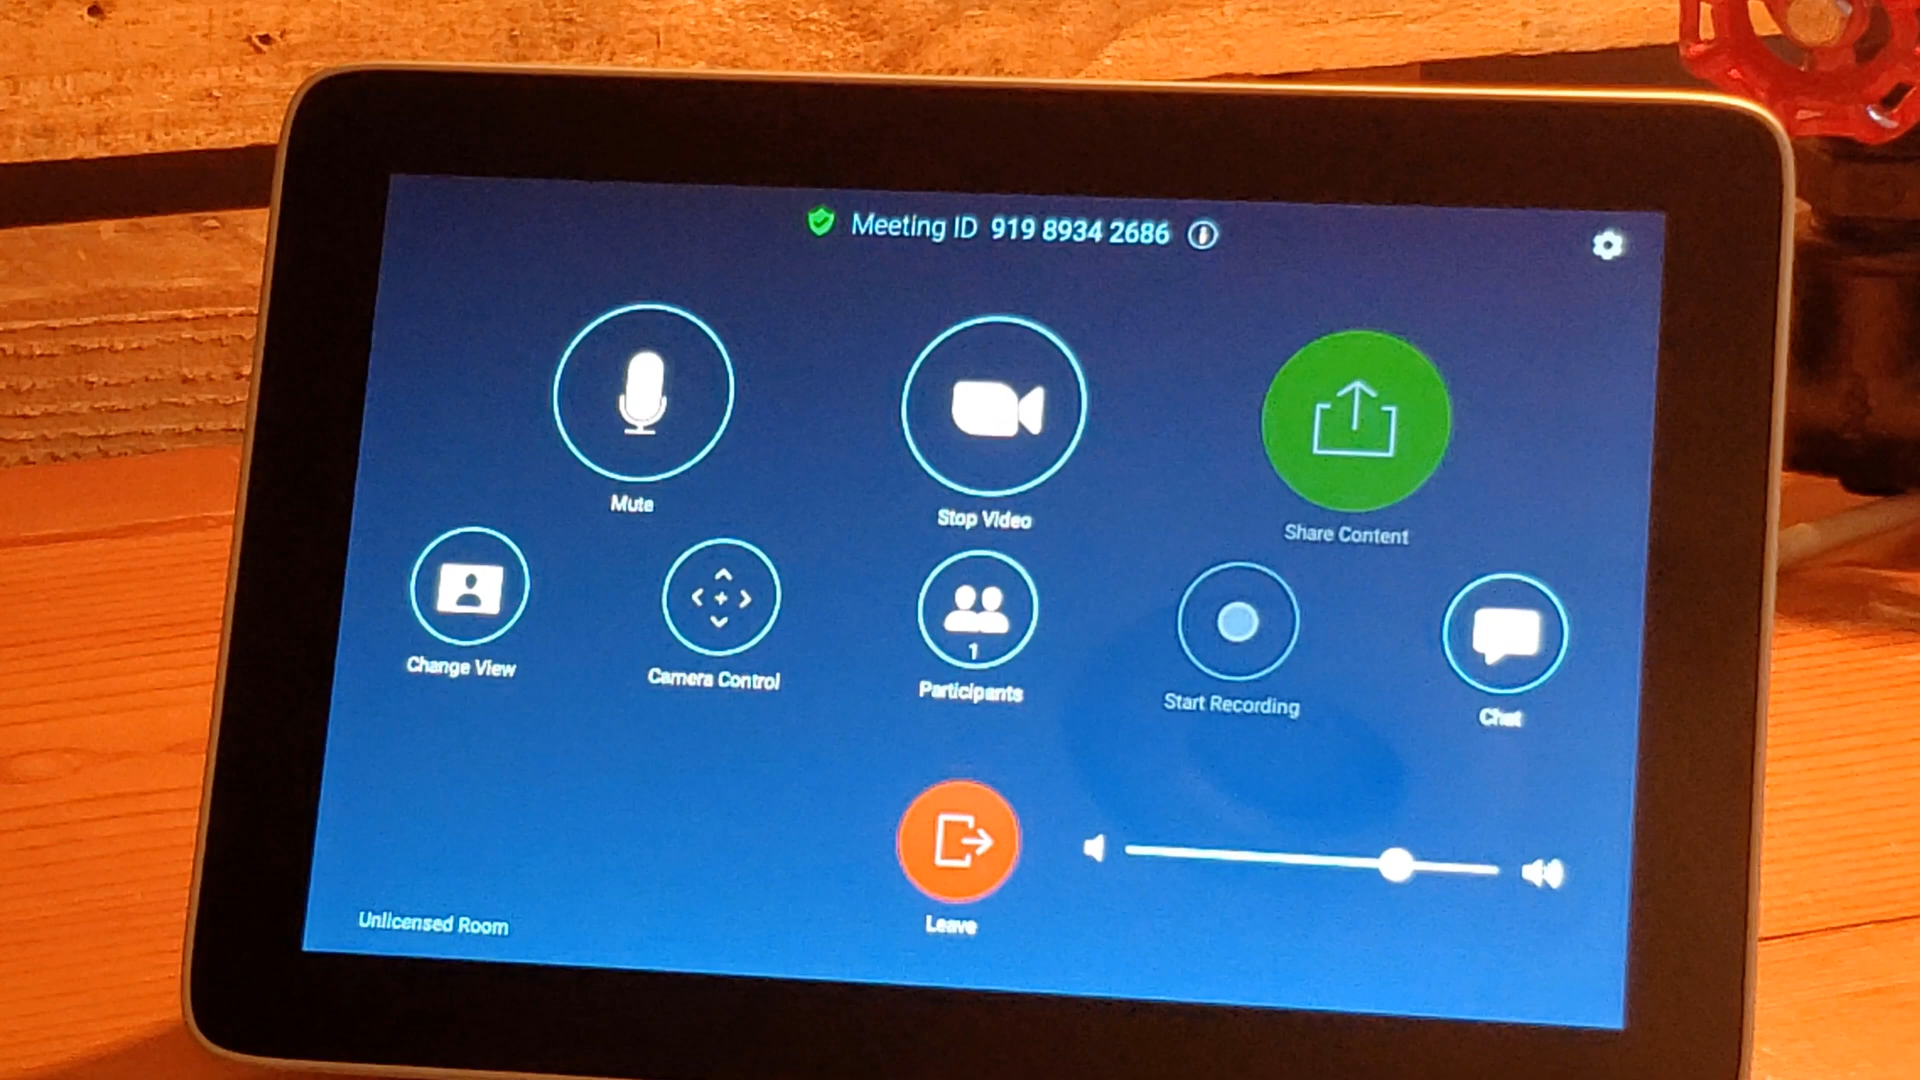 Meeting ID 919 8934 2686
Mute
Stop Video
Share Content
Change View
Camera Control
1
Participants
Start Recording
Chat
Leave
Unlicensed Room